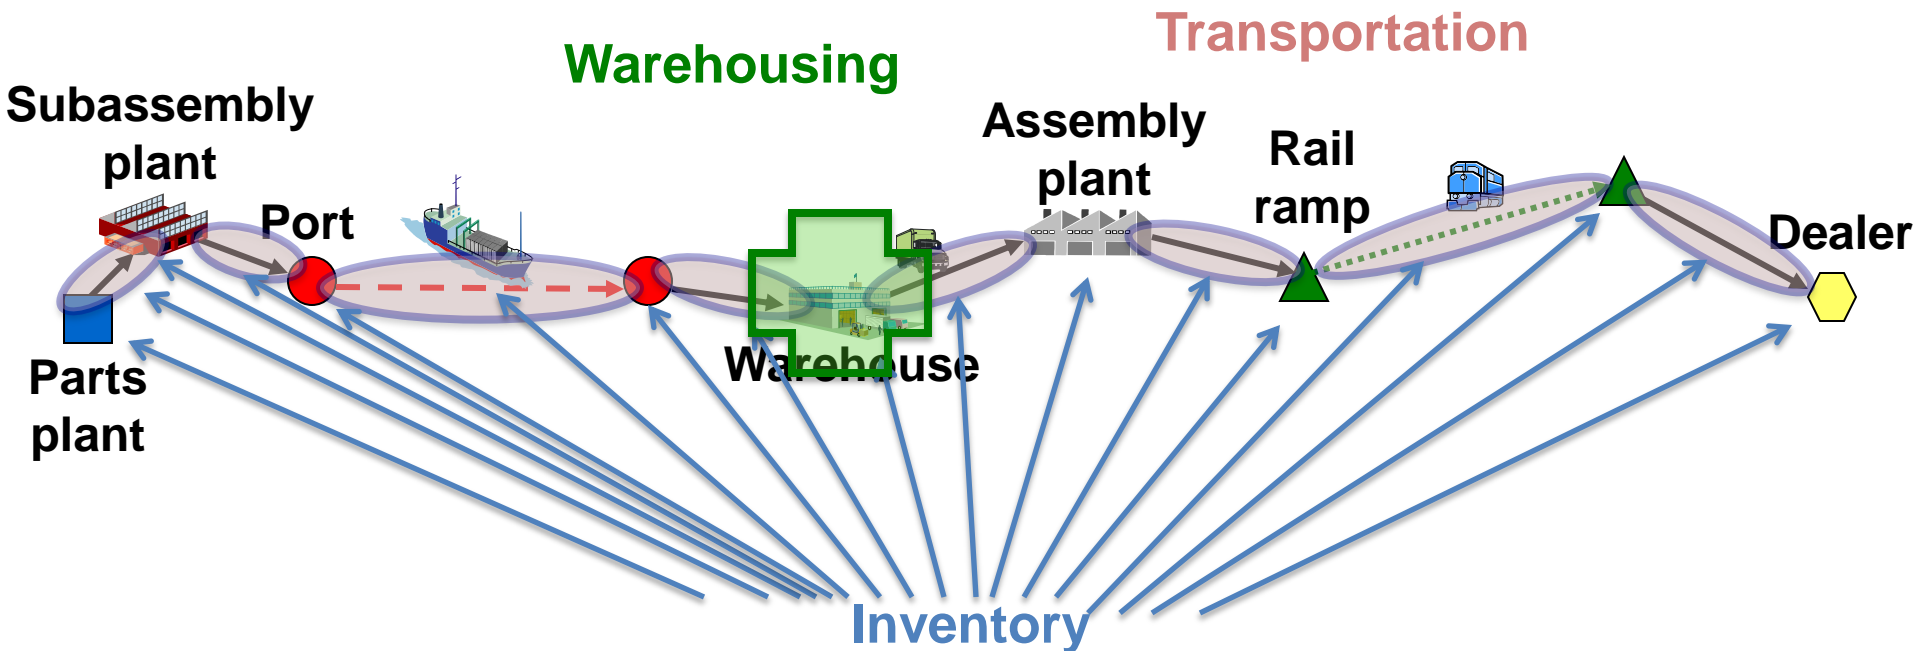 Transportation
Warehousing
Subassembly
plant
Port
Assembly
plant
Rail
ramp
Dealer
Parts
plant
Warehouse
Inventory